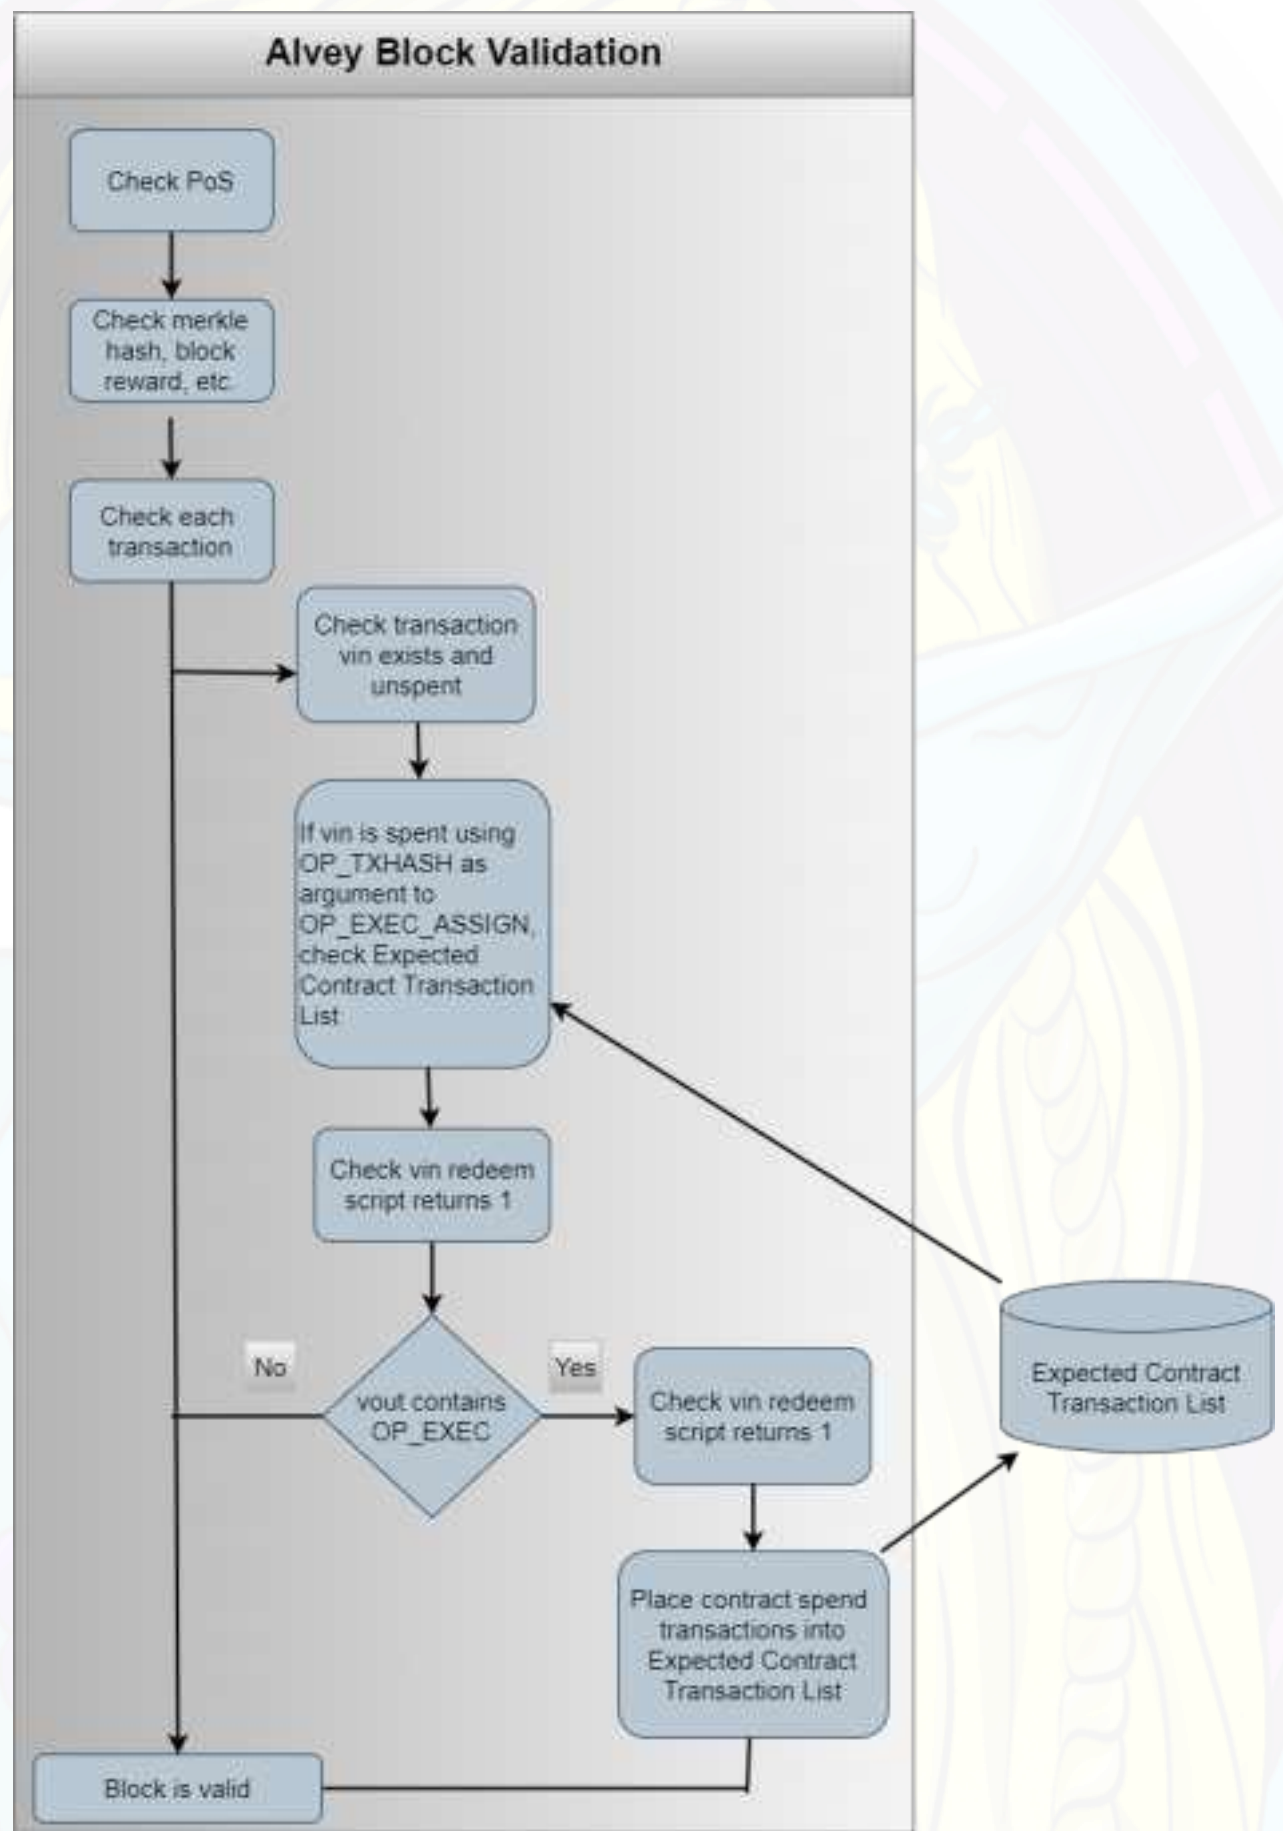 Alvey Block Validation
Check PoS
Check merkle
hash, block
reward, etc.
Check each
transaction
Check transaction
vin exists and
unspent
If vin is spent using
OP_TXHASH as
argument to
OP_EXEC_ASSIGN,
check Expected
Contract Transaction
List
Check vin redeem
script returns 1
No
Yes
vout contains
OP_EXEC
Check vin redeem
script returns 1
Expected Contract
Transaction List
Place contract spend
transactions into
Expected Contract
Transaction List
Block is valid